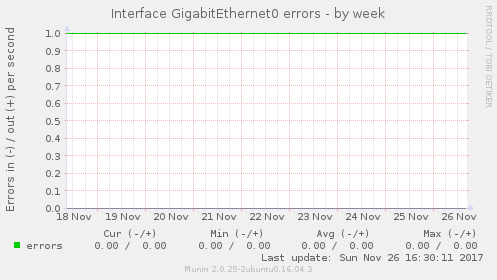 Interface GigabitEthernet0 errors - by week
Errors in (-) / out (+) per second
RRDTOOL / TOBI OETIKER
1.0
0.9
0.8
0.7
0.6
0.5
0.4
0.3
0.2
0.1
0.0
18 Nov 19 Nov 20 Nov 21 Nov 22 Nov 23 Nov 24 Nov 25 Nov 26 Nov
Cur (-/+) Min (-/+) Avg (-/+) Max (-/+)
errors 0.00 / 0.00 0.00 / 0.00 0.00 / 0.00 0.00 / 0.00
Last update: Sun Nov 26 16:30:11 2017
Munin 2.0.25-2ubuntu0.16.04.3